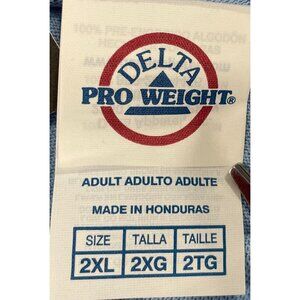 DELTA
PRO WEIGHT®
ADULT ADULTO ADULTE
MADE IN HONDURAS
SIZE TALLA TAILLE
2XL 2XG 2TG